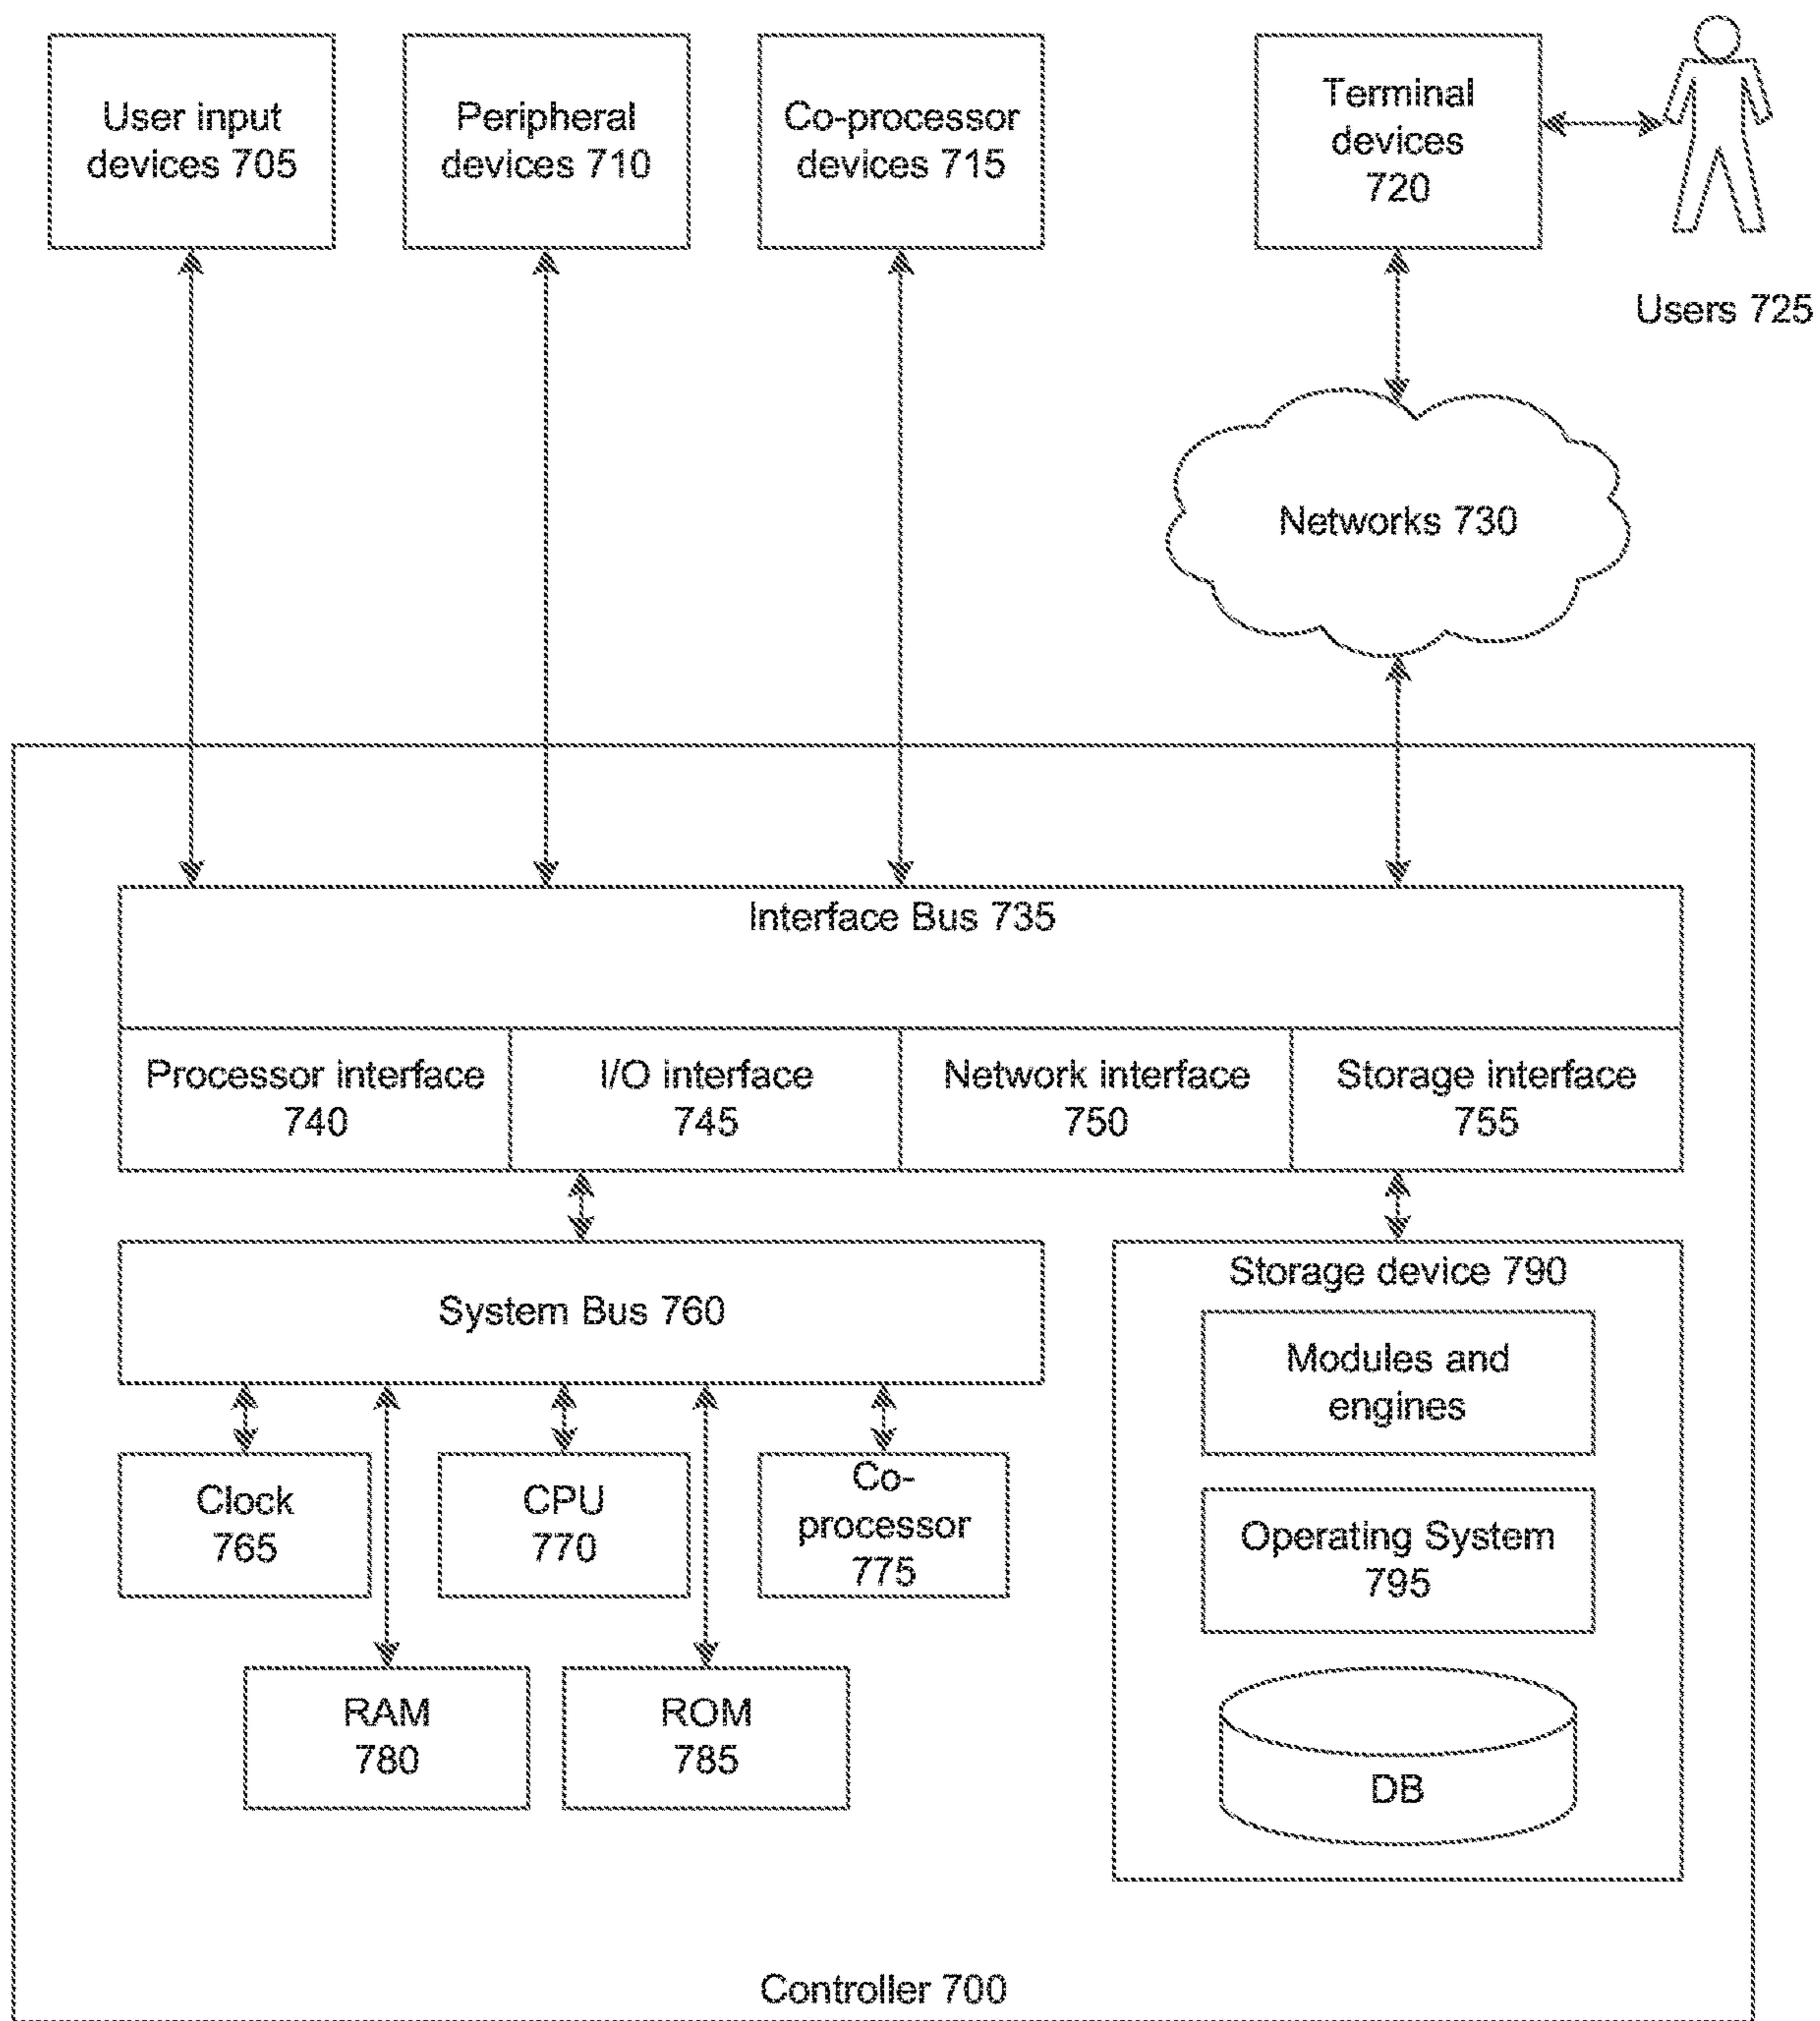 User input
devices 705
Peripheral
devices 710
Co-processor
devices 715
Terminal
devices
720
Users 725
Networks 730
Interface Bus 735
Processor interface
740
I/O interface
745
Network interface
750
Storage interface
755
System Bus 760
Storage device 790
Modules and
engines
Clock
765
CPU
770
Co-
processor
775
Operating System
795
RAM
780
ROM
785
DB
Controller 700